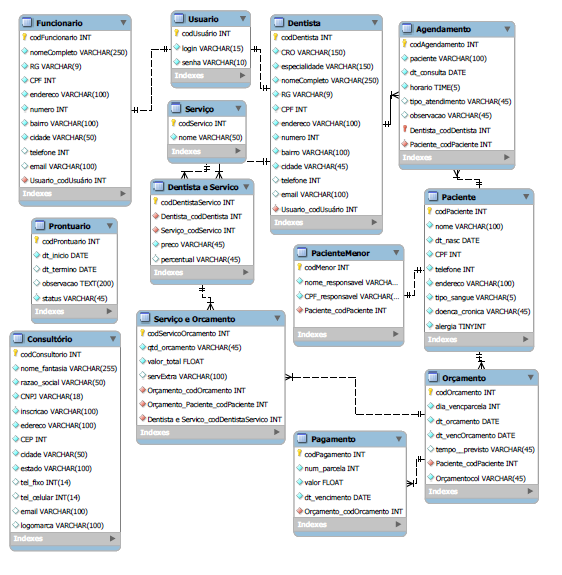 Funcionario
codFuncionario INT
nomeCompleto VARCHAR(250)
RG VARCHAR(9)
CPF INT
endereco VARCHAR(100)
numero INT
bairro VARCHAR(100)
cidade VARCHAR(50)
telefone INT
email VARCHAR(100)
Usuario_codUsuário INT
Indexes
Usuario
codUsuário INT
login VARCHAR(15)
senha VARCHAR(10)
Indexes
Serviço
codServico INT
nome VARCHAR(50)
Indexes
Dentista
codDentista INT
CRO VARCHAR(150)
especialidade VARCHAR(150)
nomeCompleto VARCHAR(250)
RG VARCHAR(9)
CPF INT
endereco VARCHAR(100)
numero INT
bairro VARCHAR(100)
cidade VARCHAR(45)
telefone INT
email VARCHAR(100)
Usuario_codUsuário INT
Indexes
Agendamento
codAgendamento INT
paciente VARCHAR(100)
dt_consulta DATE
horario TIME(5)
tipo_atendimento VARCHAR(45)
observacao VARCHAR(45)
Dentista_codDentista INT
Paciente_codPaciente INT
Indexes
Dentista e Servico
codDentistaServico INT
Dentista_codDentista INT
Serviço_codServico INT
preco VARCHAR(45)
percentual VARCHAR(45)
Indexes
Paciente
codPaciente INT
nome VARCHAR(100)
dt_nasc DATE
CPF INT
telefone INT
endereco VARCHAR(100)
tipo_sangue VARCHAR(5)
doenca_cronica VARCHAR(45)
alergia TINYINT
Indexes
Prontuario
codProntuario INT
dt_inicio DATE
dt_termino DATE
observacao TEXT(200)
status VARCHAR(45)
Indexes
PacienteMenor
codMenor INT
nome_responsavel VARCHA...
CPF_responsavel VARCHAR(...
Paciente_codPaciente INT
Indexes
Serviço e Orcamento
codServicoOrcamento INT
qtd_orcamento VARCHAR(45)
valor_total FLOAT
servExtra VARCHAR(100)
Orçamento_codOrcamento INT
Orçamento_Paciente_codPaciente INT
Dentista e Servico_codDentistaServico INT
Indexes
Consultório
codConsultorio INT
nome_fantasia VARCHAR(255)
razao_social VARCHAR(50)
CNPJ VARCHAR(18)
inscricao VARCHAR(100)
edereco VARCHAR(100)
CEP INT
cidade VARCHAR(50)
estado VARCHAR(100)
tel_fixo INT(14)
tel_celular INT(14)
email VARCHAR(100)
logomarca VARCHAR(100)
Indexes
Orçamento
codOrcamento INT
dia_vencparcela INT
dt_orcamento DATE
dt_vencOrcamento DATE
tempo__previsto VARCHAR(45)
Paciente_codPaciente INT
Orçamentocol VARCHAR(45)
Indexes
Pagamento
codPagamento INT
num_parcela INT
valor FLOAT
dt_vencimento DATE
Orçamento_codOrcamento INT
Indexes